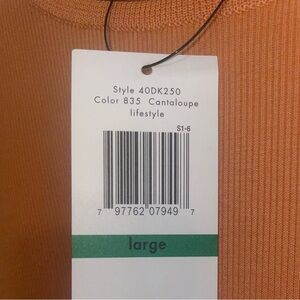 Style 40DK250
Color 835 Cantaloupe
lifestyle
S1-6
7 97762 07949 7
large